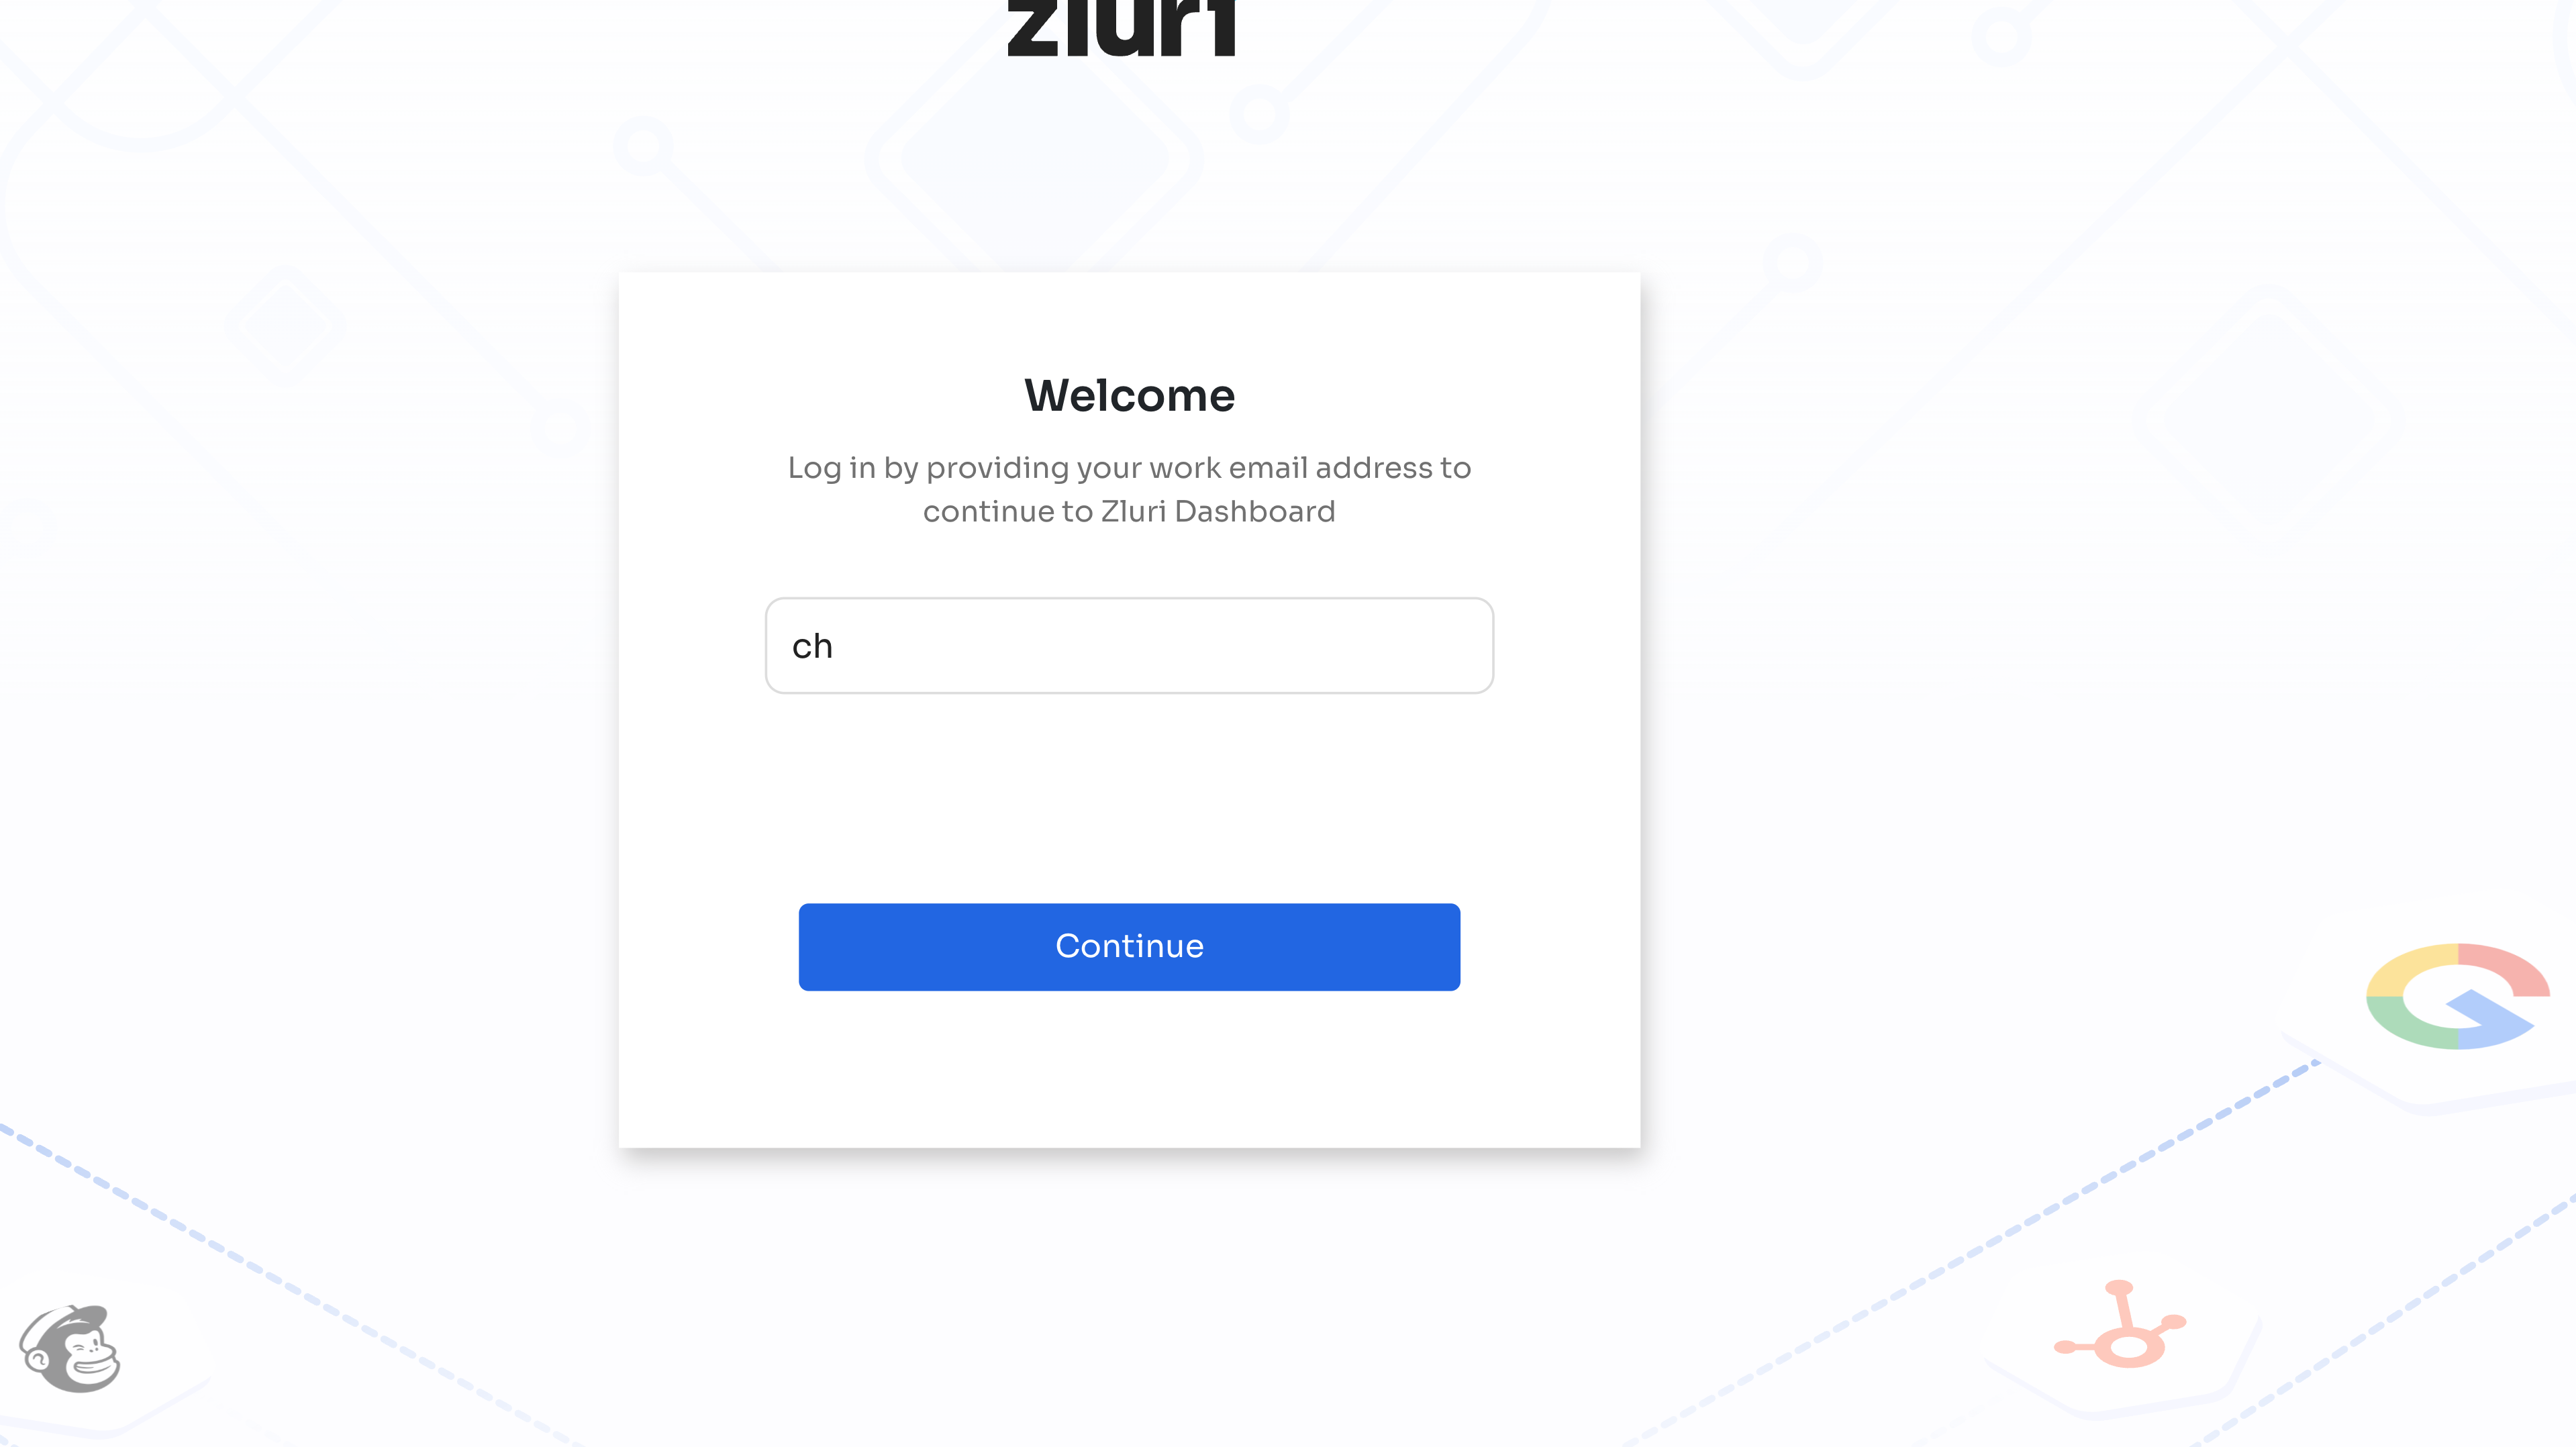 zluri
Welcome
Log in by providing your work email address to
continue to Zluri Dashboard
ch
Continue